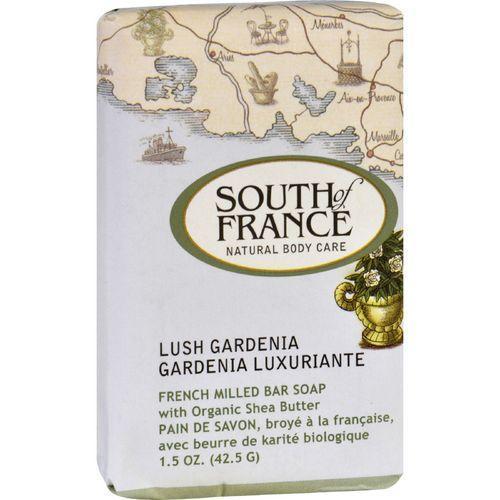 Ménerbes
Arles
Aix-en-Provence
Marseille
SOUTH of
FRANCE
NATURAL BODY CARE
LUSH GARDENIA
GARDENIA LUXURIANTE
FRENCH MILLED BAR SOAP
with Organic Shea Butter
PAIN DE SAVON, broyé à la française,
avec beurre de karité biologique
1.5 OZ. (42.5 G)